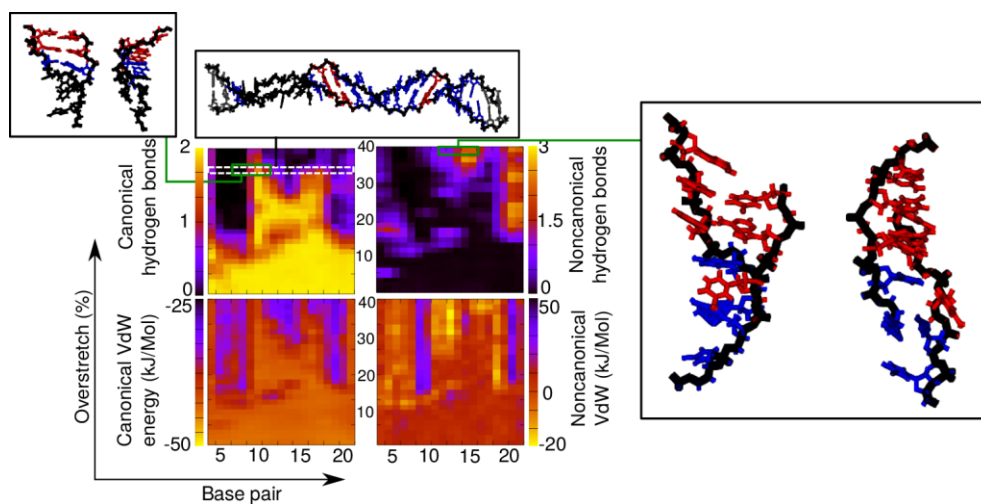 2
1
0
Canonical
hydrogen bonds
40
30
20
10
0
3
1.5
0
Noncanonical
hydrogen bonds
-25
-50
Canonical VdW
energy (kJ/Mol)
40
30
20
10
50
0
-20
Noncanonical
VdW (kJ/Mol)
5 10 15 20
5 10 15 20
Overstretch (%)
Base pair